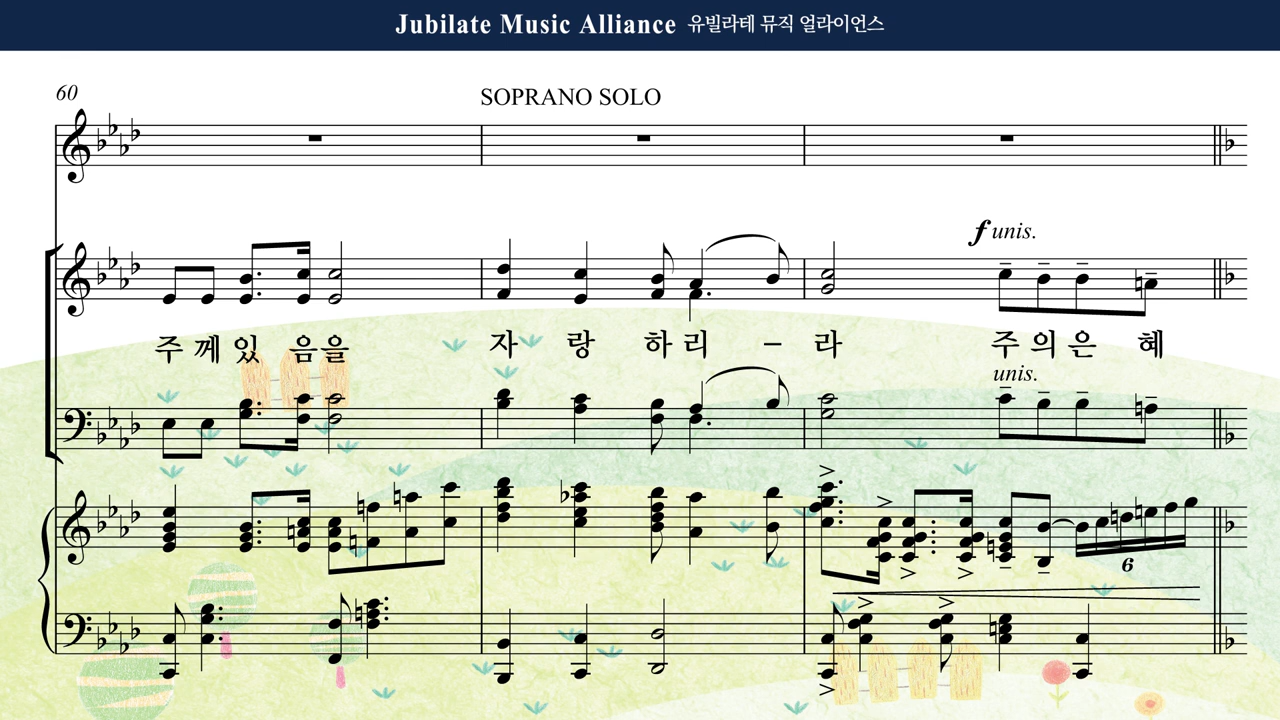 Jubilate Music Alliance 유빌라테 뮤직 얼라이언스
60
SOPRANO SOLO
f unis.
주 께 있 음 을 자 랑 하 리 – 라 주 의 은 혜
unis.
6